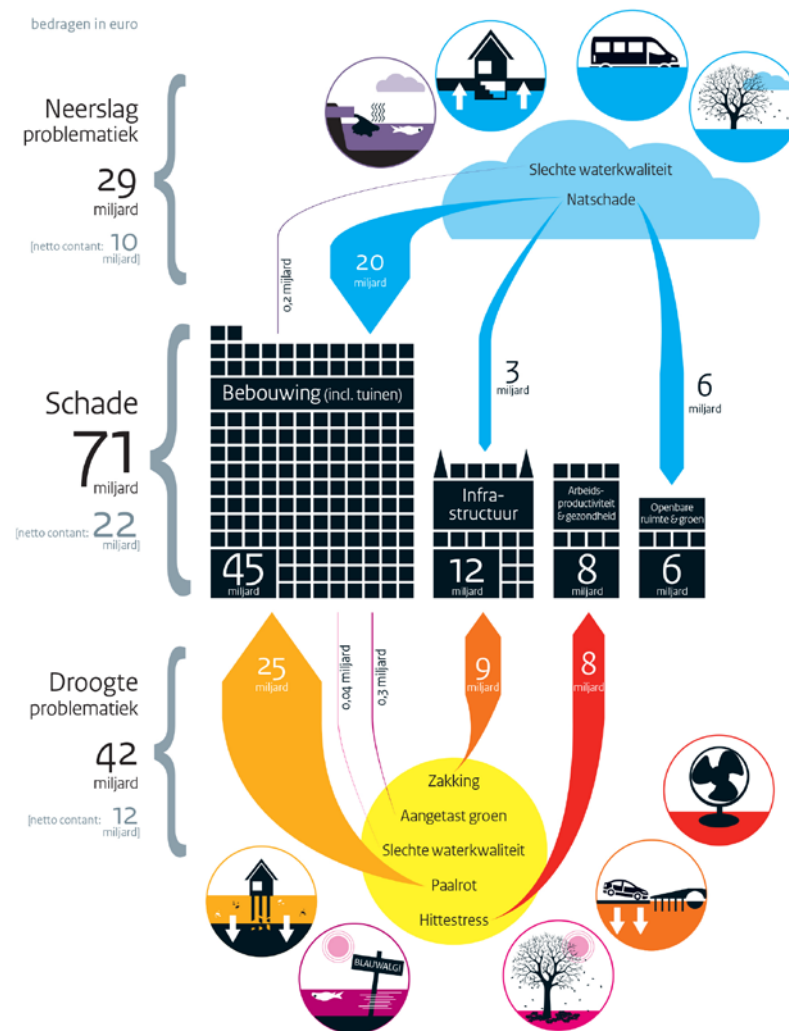 bedragen in euro
Neerslag
problematiek
29
miljard
[netto contant: 10
miljard]
Slechte waterkwaliteit
Natschade
0,2 miljard
20
miljard
3
miljard
6
miljard
Schade
71
miljard
[netto contant: 22
miljard]
Bebouwing (incl. tuinen)
45
miljard
Infra-
structuur
12
miljard
Arbeids-
productiviteit
& gezondheid
8
miljard
Openbare
ruimte & groen
6
miljard
Droogte
problematiek
42
miljard
[netto contant: 12
miljard]
25
miljard
0,04 miljard
0,3 miljard
9
miljard
8
miljard
Zakking
Aangetast groen
Slechte waterkwaliteit
Paalrot
Hittestress
BLAUWALG!